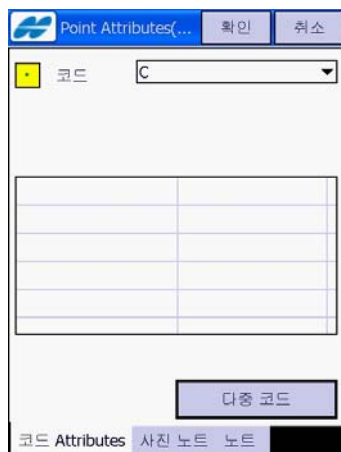 Point Attributes(... 확인 취소
코드 C
다중 코드
코드 Attributes 사진 노트 노트